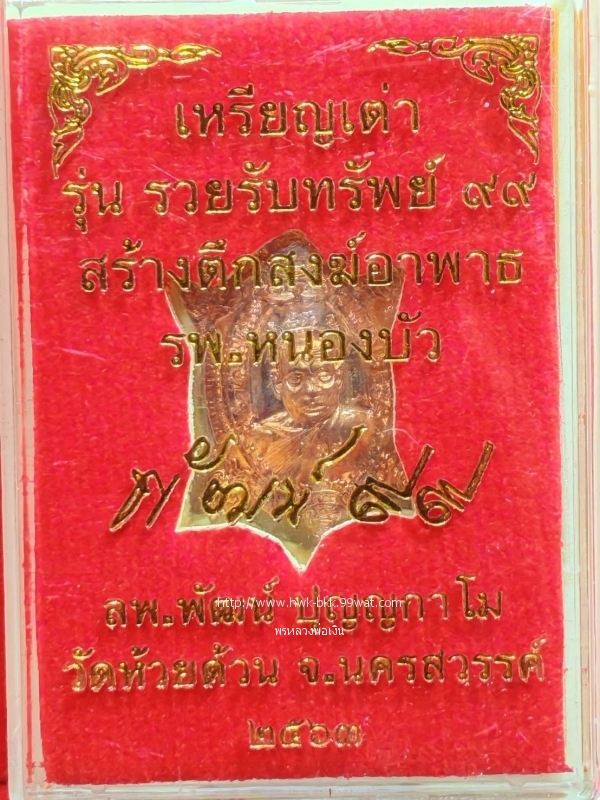 เหรียญเต่า
รุ่น รวยรับทรัพย์ ๙๙
สร้างตึกสงฆ์อาพาธ
รพ.หนองบัว
พัฒน์ ๙๙
http://www.hwk-bkk.99wat.com
ลพ.พัฒน์ ปุญญกาโม
พรหลวงพ่อเงิน
วัดห้วยด้วน จ.นครสวรรค์
๒๕๖๓